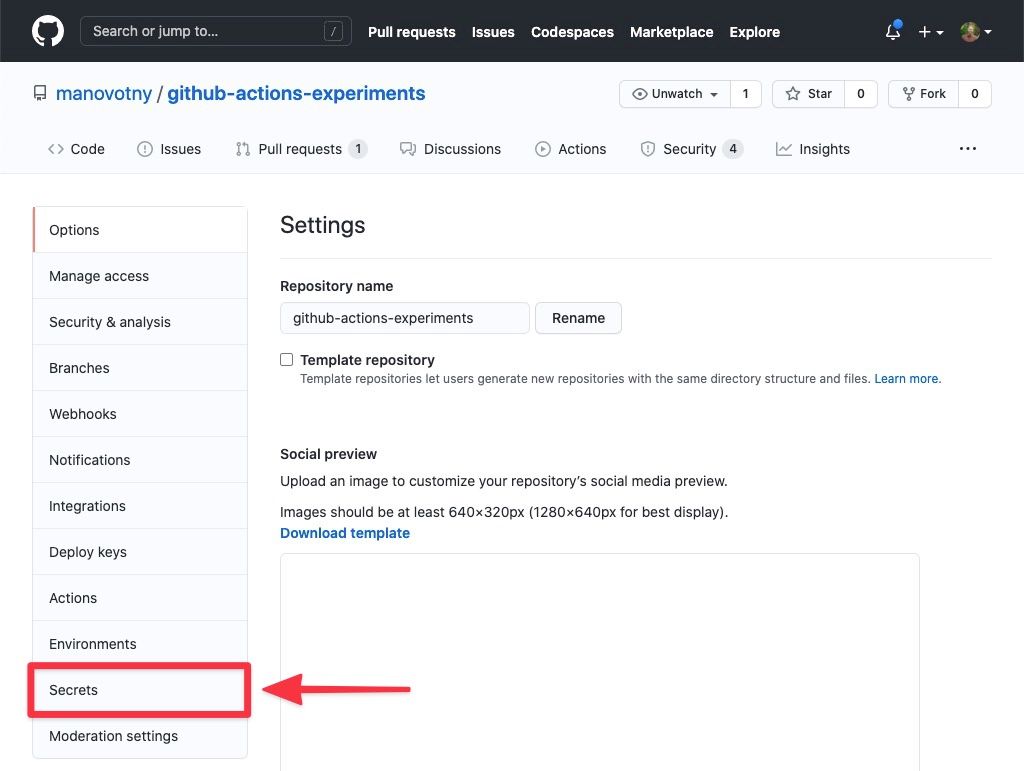 Search or jump to... / Pull requests Issues Codespaces Marketplace Explore
manovotny / github-actions-experiments Unwatch 1 Star 0 Fork 0
Code Issues Pull requests 1 Discussions Actions Security 4 Insights ...
Options
Manage access
Security & analysis
Branches
Webhooks
Notifications
Integrations
Deploy keys
Actions
Environments
Secrets
Moderation settings
Settings
Repository name
github-actions-experiments Rename
Template repository
Template repositories let users generate new repositories with the same directory structure and files. Learn more.
Social preview
Upload an image to customize your repository’s social media preview.
Images should be at least 640×320px (1280×640px for best display).
Download template